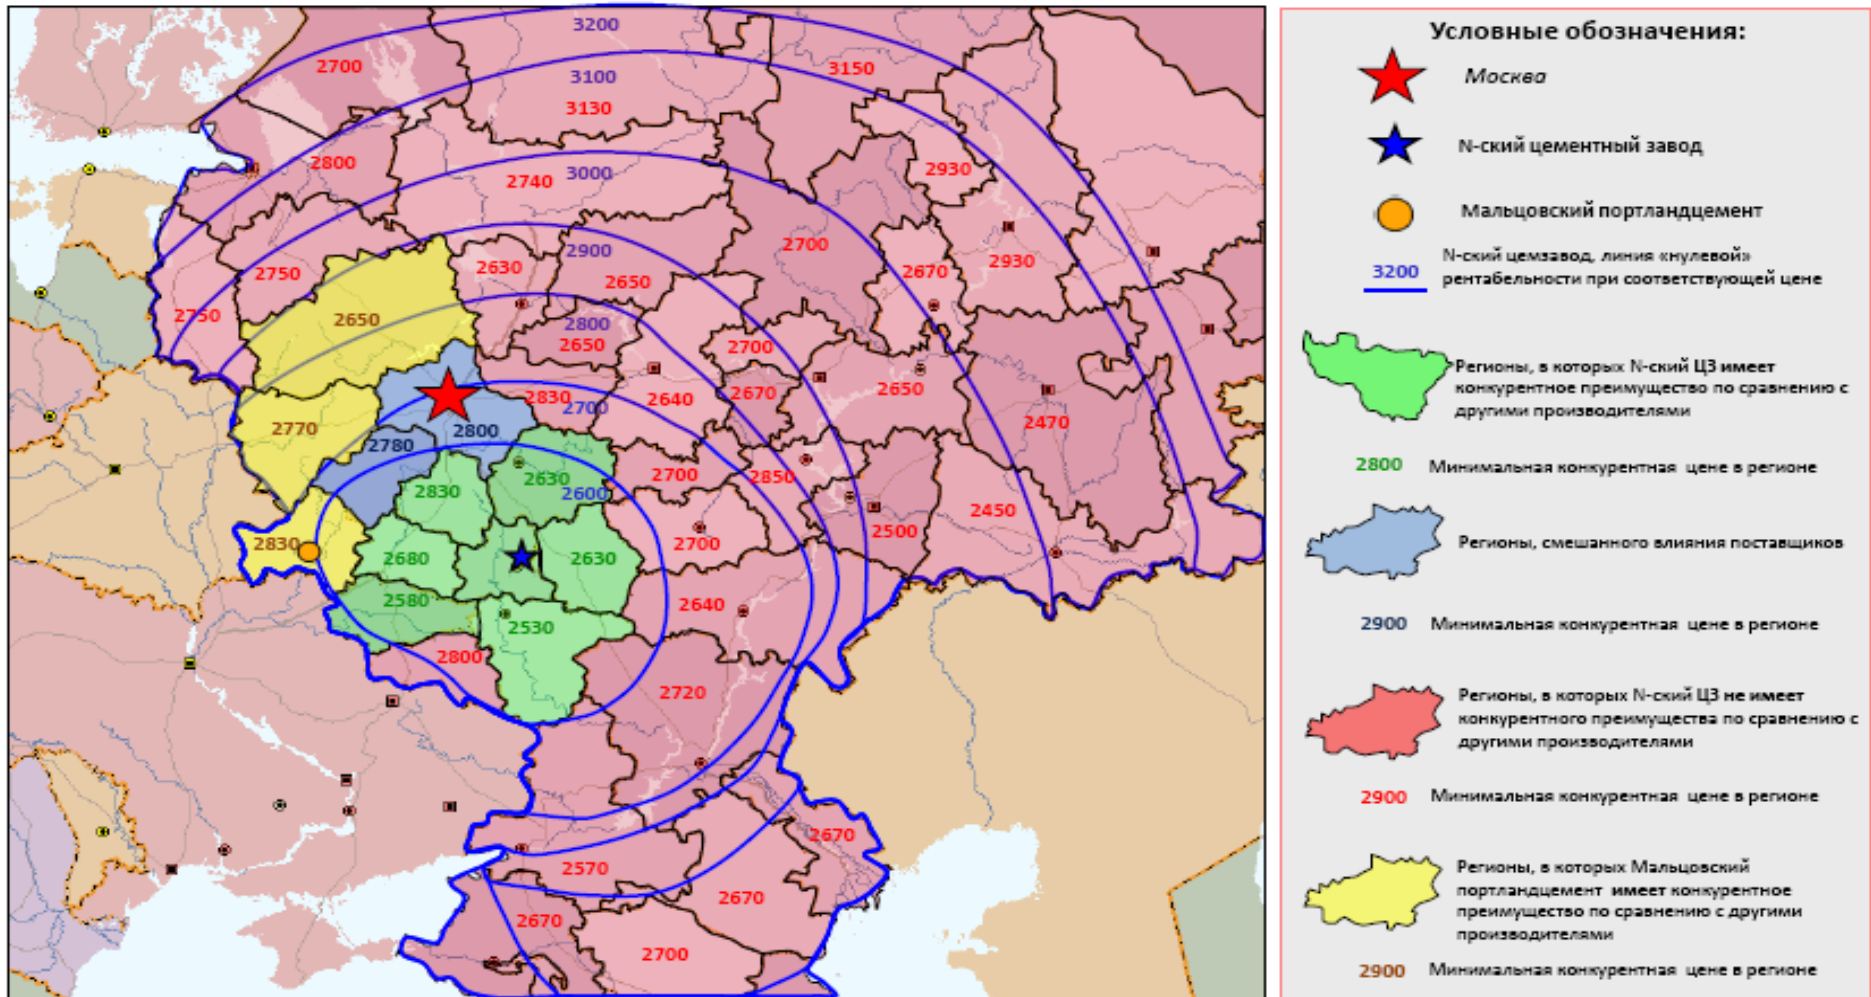 3200
2700
3100
3150
3130
2800
2740
3000
2930
2700
2900
2750
2630
2650
2670
2930
2750
2650
2800
2650
2700
2830
2700
2640
2670
2650
2470
2770
2780
2800
2830
2630
2600
2700
2850
2450
2500
2830
2680
2630
2700
2580
2530
2640
2800
2720
2670
2570
2670
2670
2700
Условные обозначения:
Москва
N-ский цементный завод
Мальцовский портландцемент
3200
N-ский цемзавод, линия «нулевой»
рентабельности при соответствующей цене
Регионы, в которых N-ский ЦЗ имеет
конкурентное преимущество по сравнению с
другими производителями
2800
Минимальная конкурентная цене в регионе
Регионы, смешанного влияния поставщиков
2900
Минимальная конкурентная цене в регионе
Регионы, в которых N-ский ЦЗ не имеет
конкурентного преимущества по сравнению с
другими производителями
2900
Минимальная конкурентная цене в регионе
Регионы, в которых Мальцовский
портландцемент имеет конкурентное
преимущество по сравнению с другими
производителями
2900
Минимальная конкурентная цене в регионе